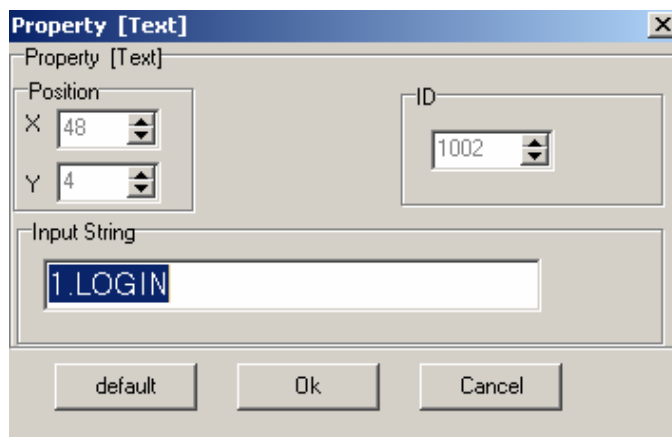 Property [Text]
Property [Text]
Position
ID
X 48
1002
Y 4
Input String
1.LOGIN
default Ok Cancel